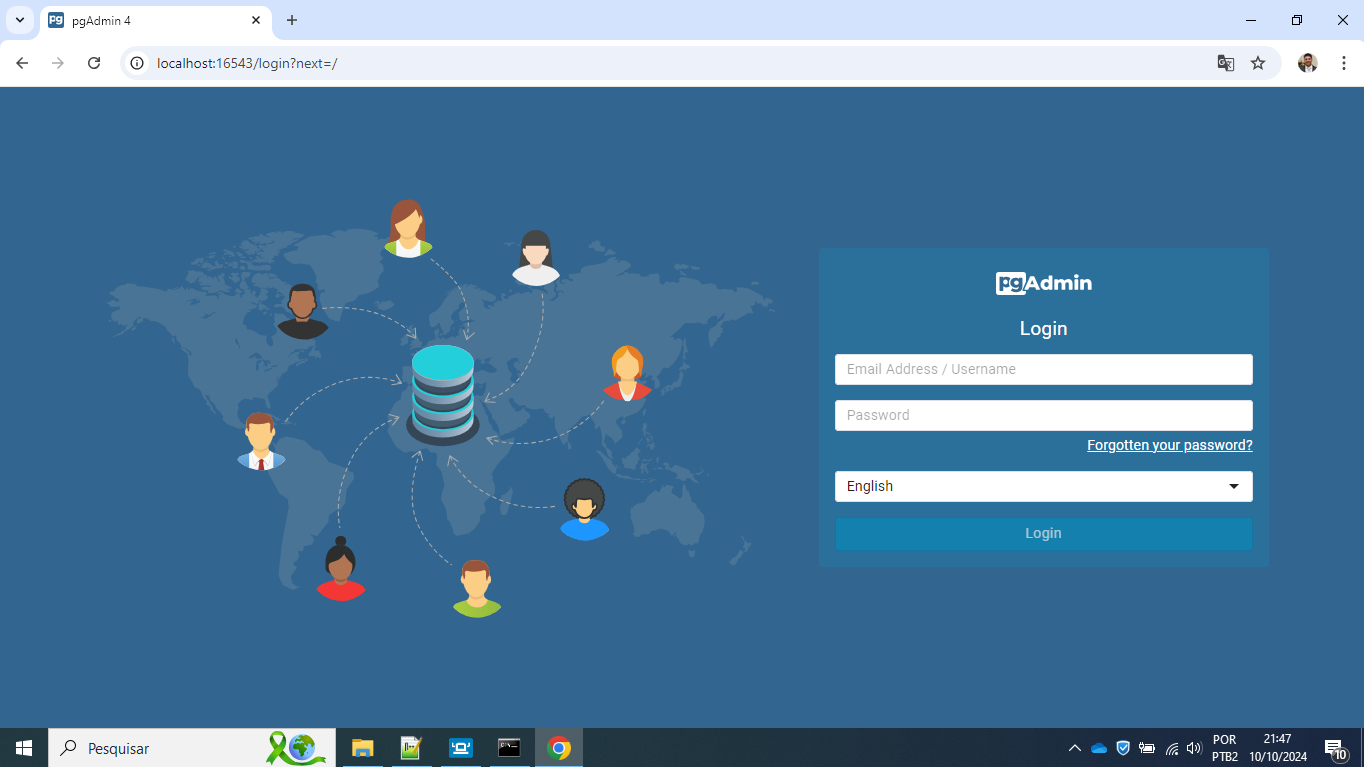 pgAdmin 4
localhost:16543/login?next=/
pgAdmin
Login
Email Address / Username
Password
Forgotten your password?
English
Login
Pesquisar
POR
PTB2
21:47
10/10/2024
10